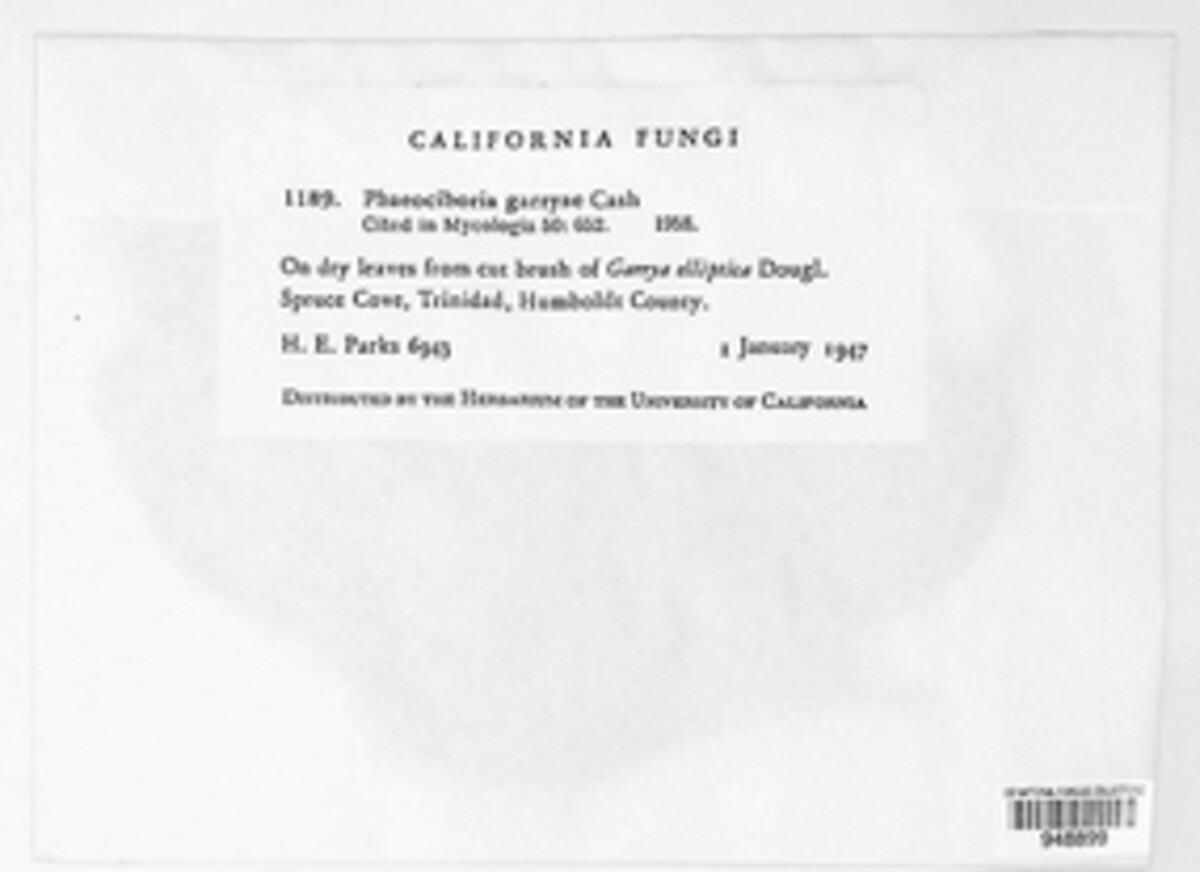 CALIFORNIA FUNGI
1189. Phaeociboria garryae Cash
Cited in Mycologia 50: 652. 1958.
On dry leaves from cut brush of Garrya elliptica Dougl.
Spruce Cove, Trinidad, Humboldt County.
H. E. Parks 6943 1 January 1947
DISTRIBUTED BY THE HERBARIUM OF THE UNIVERSITY OF CALIFORNIA
948899